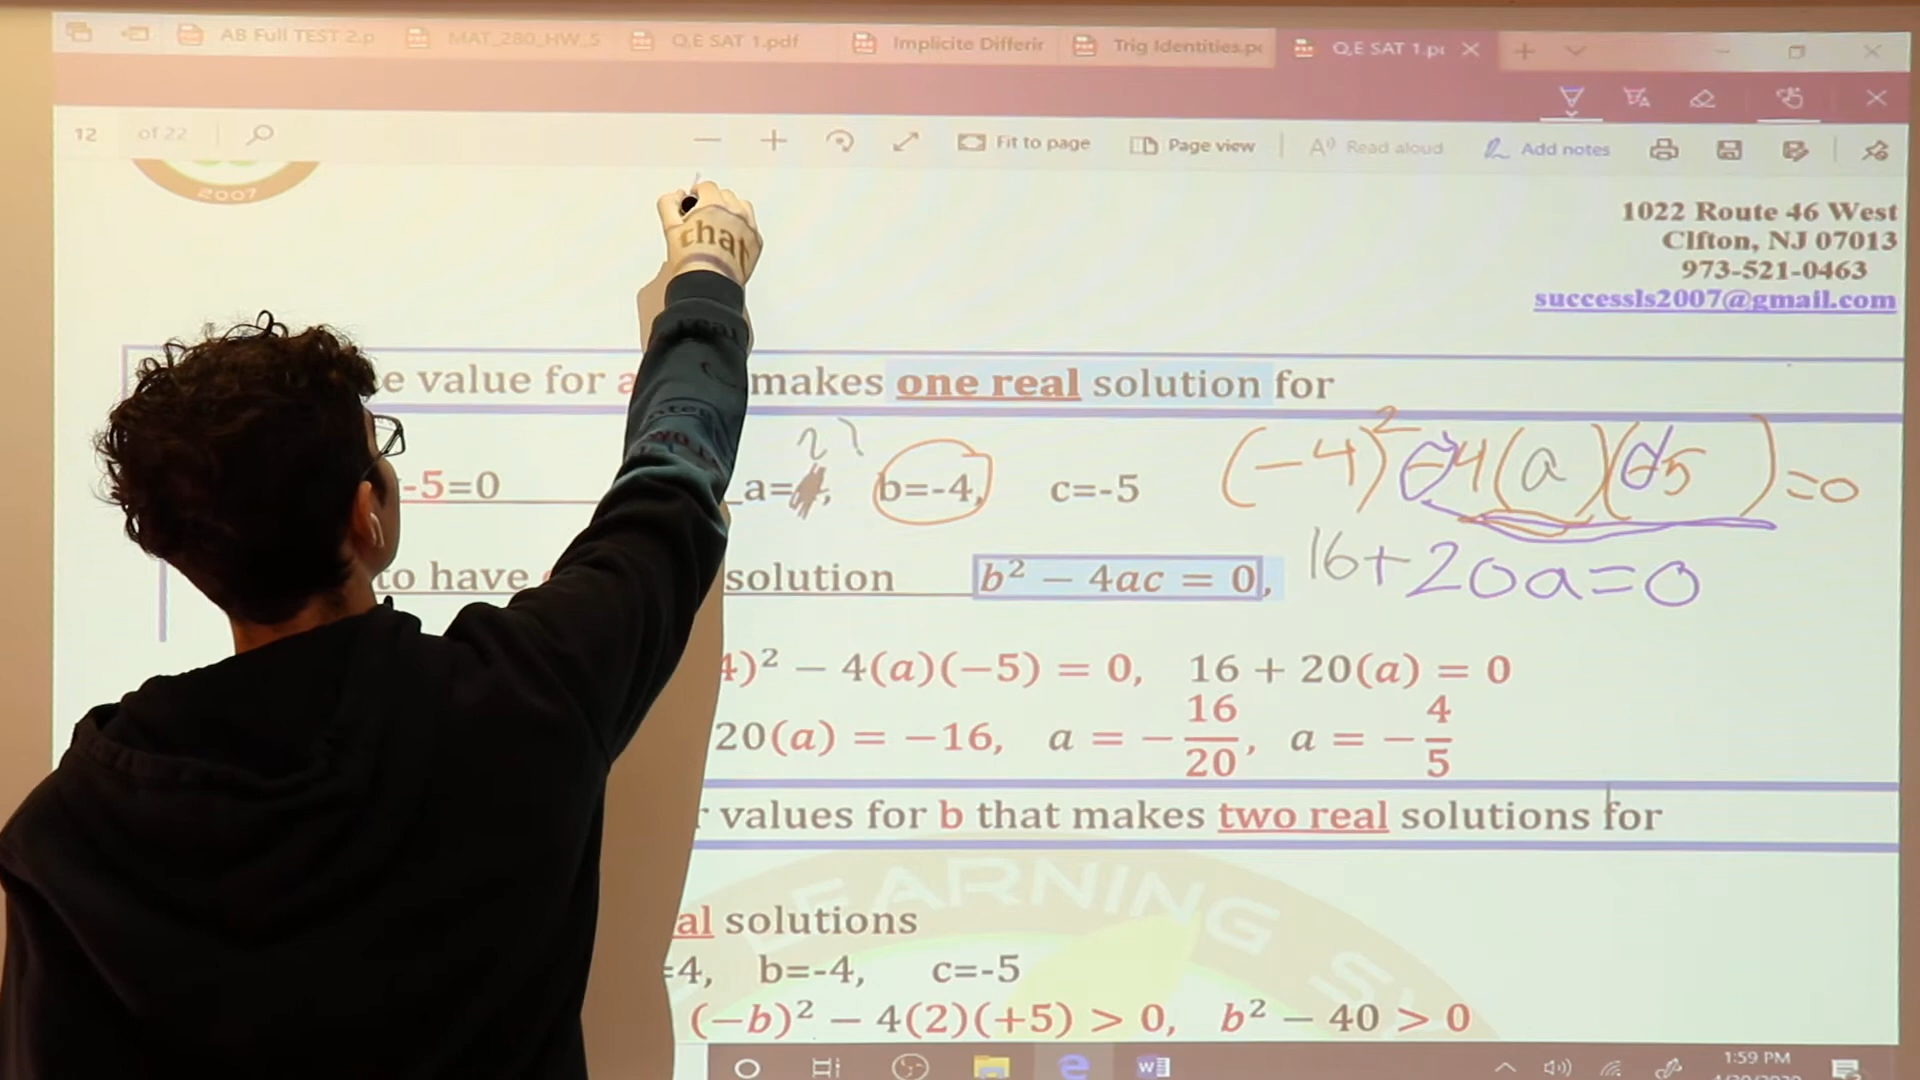 AB Full TEST 2.p MAT_280_HW_5 Q,E SAT 1.pdf Implicite Differir Trig Identities.pc Q,E SAT 1.p
12 of 22 Fit to page Page view Read aloud Add notes
2007
1022 Route 46 West
Clfton, NJ 07013
973-521-0463
successls2007@gmail.com
e value for a that makes one real solution for
-5=0 a= , b=-4, c=-5
(-4)² -4(a)(-5)=0
to have solution b² − 4ac = 0,
16+20a=0
4)² − 4(a)(−5) = 0, 16 + 20(a) = 0
20(a) = −16, a = −16/20, a = −4/5
r values for b that makes two real solutions for
LEARNING
al solutions
=4, b=-4, c=-5
(−b)² − 4(2)(+5) > 0, b² − 40 > 0
1:59 PM